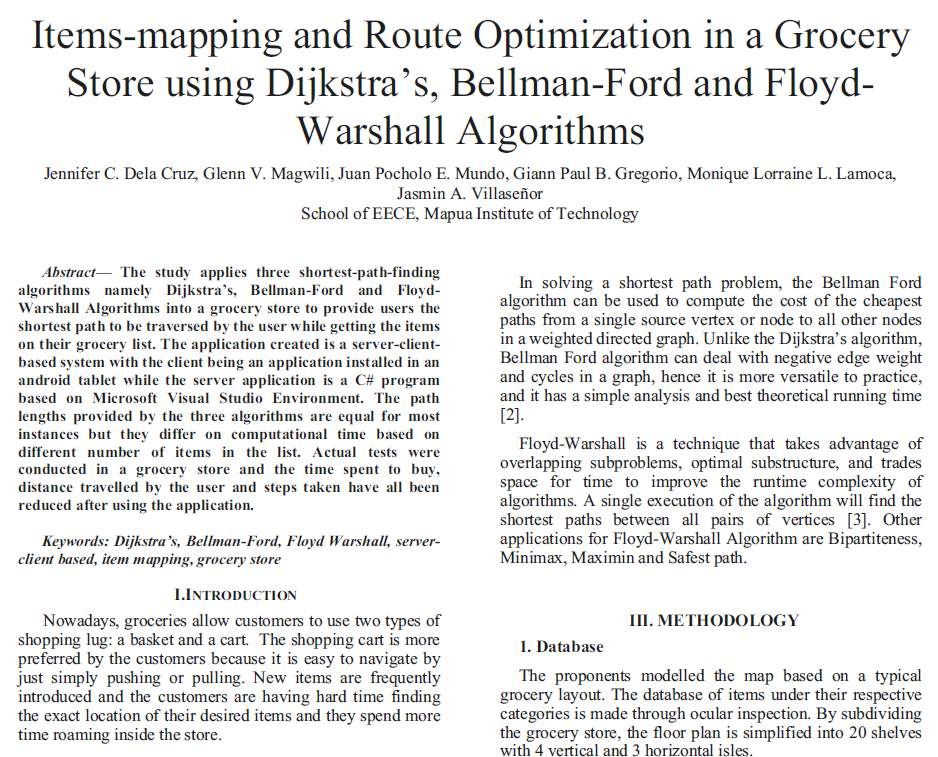 Items-mapping and Route Optimization in a Grocery
Store using Dijkstra's, Bellman-Ford and Floyd-
Warshall Algorithms
Jennifer C. Dela Cruz, Glenn V. Magwili, Juan Pocholo E. Mundo, Giann Paul B. Gregorio, Monique Lorraine L. Lamoca,
Jasmin A. Villaseñor
School of EECE, Mapua Institute of Technology
Abstract— The study applies three shortest-path-finding
algorithms namely Dijkstra's, Bellman-Ford and Floyd-
Warshall Algorithms into a grocery store to provide users the
shortest path to be traversed by the user while getting the items
on their grocery list. The application created is a server-client-
based system with the client being an application installed in an
android tablet while the server application is a C# program
based on Microsoft Visual Studio Environment. The path
lengths provided by the three algorithms are equal for most
instances but they differ on computational time based on
different number of items in the list. Actual tests were
conducted in a grocery store and the time spent to buy,
distance travelled by the user and steps taken have all been
reduced after using the application.
Keywords: Dijkstra's, Bellman-Ford, Floyd Warshall, server-
client based, item mapping, grocery store
I.INTRODUCTION
Nowadays, groceries allow customers to use two types of
shopping lug: a basket and a cart. The shopping cart is more
preferred by the customers because it is easy to navigate by
just simply pushing or pulling. New items are frequently
introduced and the customers are having hard time finding
the exact location of their desired items and they spend more
time roaming inside the store.
In solving a shortest path problem, the Bellman Ford
algorithm can be used to compute the cost of the cheapest
paths from a single source vertex or node to all other nodes
in a weighted directed graph. Unlike the Dijkstra's algorithm,
Bellman Ford algorithm can deal with negative edge weight
and cycles in a graph, hence it is more versatile to practice,
and it has a simple analysis and best theoretical running time
[2].
Floyd-Warshall is a technique that takes advantage of
overlapping subproblems, optimal substructure, and trades
space for time to improve the runtime complexity of
algorithms. A single execution of the algorithm will find the
shortest paths between all pairs of vertices [3]. Other
applications for Floyd-Warshall Algorithm are Bipartiteness,
Minimax, Maximin and Safest path.
III. METHODOLOGY
1. Database
The proponents modelled the map based on a typical
grocery layout. The database of items under their respective
categories is made through ocular inspection. By subdividing
the grocery store, the floor plan is simplified into 20 shelves
with 4 vertical and 3 horizontal isles.